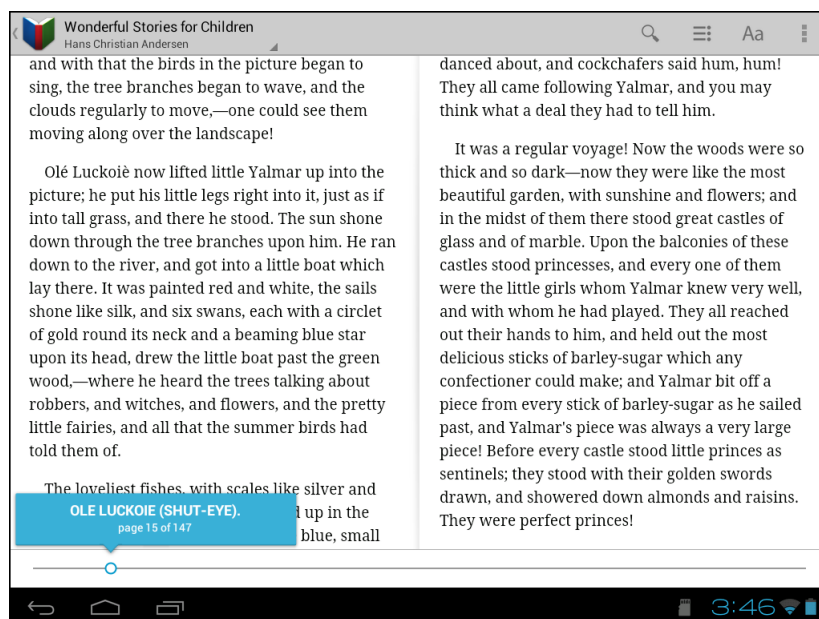 Wonderful Stories for Children
Hans Christian Andersen
Aa
and with that the birds in the picture began to
sing, the tree branches began to wave, and the
clouds regularly to move,—one could see them
moving along over the landscape!
Olé Luckoiè now lifted little Yalmar up into the
picture; he put his little legs right into it, just as if
into tall grass, and there he stood. The sun shone
down through the tree branches upon him. He ran
down to the river, and got into a little boat which
lay there. It was painted red and white, the sails
shone like silk, and six swans, each with a circlet
of gold round its neck and a beaming blue star
upon its head, drew the little boat past the green
wood,—where he heard the trees talking about
robbers, and witches, and flowers, and the pretty
little fairies, and all that the summer birds had
told them of.
The loveliest fishes, with scales like silver and
d up in the
blue, small
OLE LUCKOIE (SHUT-EYE).
page 15 of 147
danced about, and cockchafers said hum, hum!
They all came following Yalmar, and you may
think what a deal they had to tell him.
It was a regular voyage! Now the woods were so
thick and so dark—now they were like the most
beautiful garden, with sunshine and flowers; and
in the midst of them there stood great castles of
glass and of marble. Upon the balconies of these
castles stood princesses, and every one of them
were the little girls whom Yalmar knew very well,
and with whom he had played. They all reached
out their hands to him, and held out the most
delicious sticks of barley-sugar which any
confectioner could make; and Yalmar bit off a
piece from every stick of barley-sugar as he sailed
past, and Yalmar's piece was always a very large
piece! Before every castle stood little princes as
sentinels; they stood with their golden swords
drawn, and showered down almonds and raisins.
They were perfect princes!
3:46